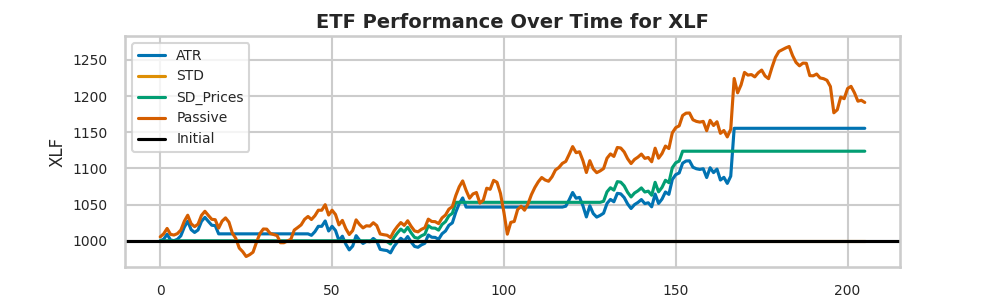 ETF Performance Over Time for XLF
XLF
1250
1200
1150
1100
1050
1000
ATR
STD
SD_Prices
Passive
Initial
0
50
100
150
200